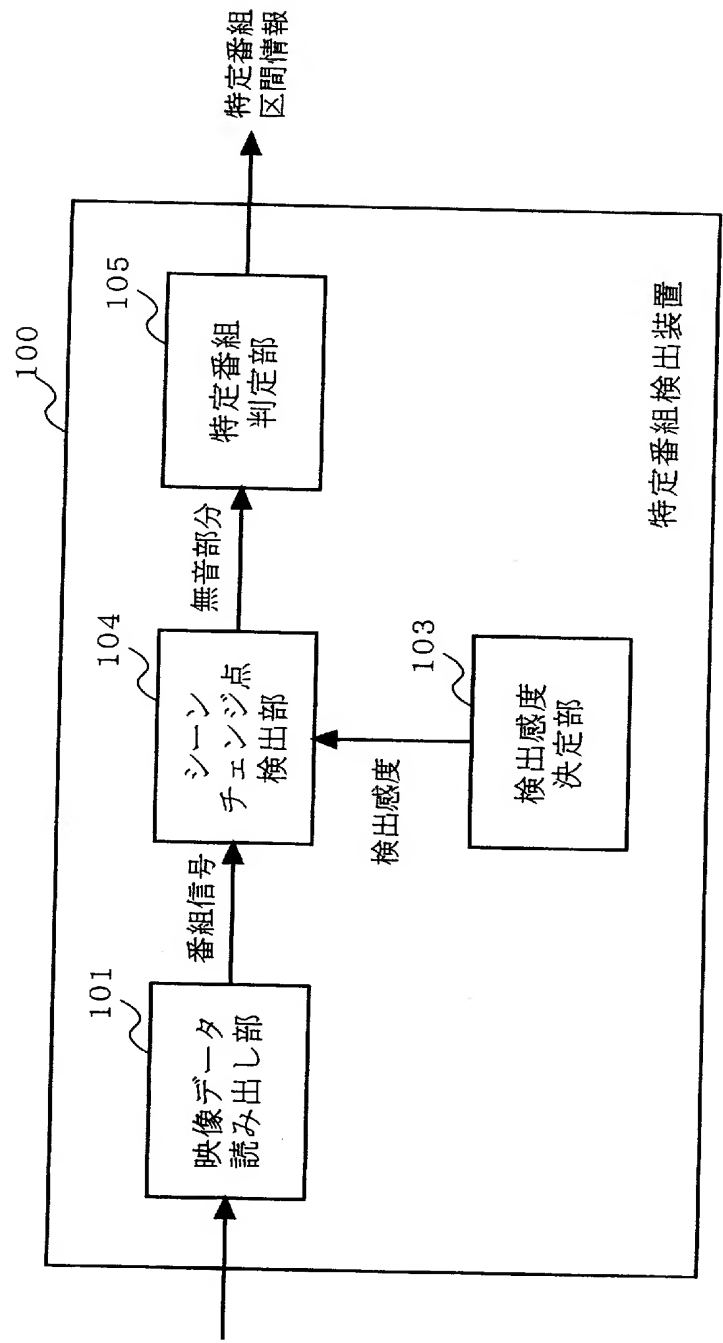 100
101
映像データ
読み出し部
番組信号
104
シーン
チェンジ点
検出部
無音部分
105
特定番組
判定部
特定番組
区間情報
検出感度
103
検出感度
決定部
特定番組検出装置